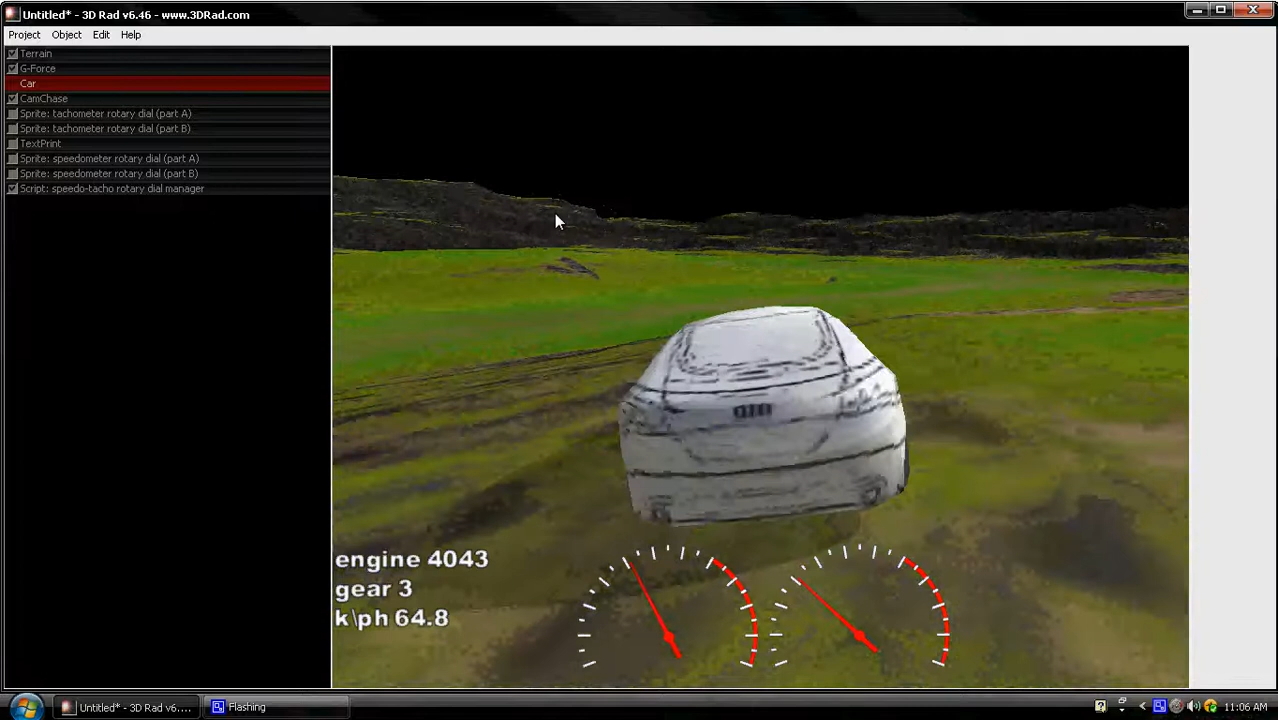 Untitled* - 3D Rad v6.46 - www.3DRad.com
Project Object Edit Help
Terrain
G-Force
Car
CamChase
Sprite: tachometer rotary dial (part A)
Sprite: tachometer rotary dial (part B)
TextPrint
Sprite: speedometer rotary dial (part A)
Sprite: speedometer rotary dial (part B)
Script: speedo-tacho rotary dial manager
engine 4043
gear 3
k\ph 64.8
Untitled* - 3D Rad v6.... Flashing 11:06 AM